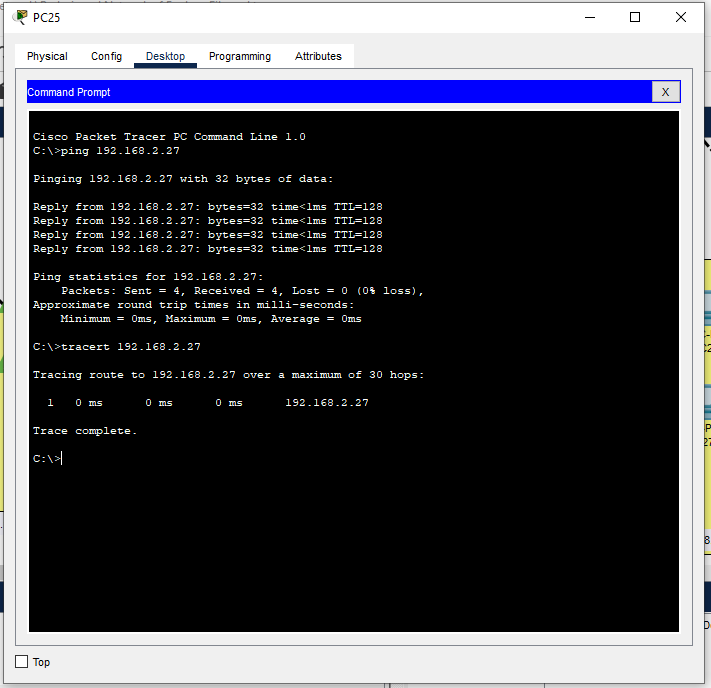 PC25
Physical Config Desktop Programming Attributes
Command Prompt
X
Cisco Packet Tracer PC Command Line 1.0
C:\>ping 192.168.2.27
Pinging 192.168.2.27 with 32 bytes of data:
Reply from 192.168.2.27: bytes=32 time<1ms TTL=128
Reply from 192.168.2.27: bytes=32 time<1ms TTL=128
Reply from 192.168.2.27: bytes=32 time<1ms TTL=128
Reply from 192.168.2.27: bytes=32 time<1ms TTL=128
Ping statistics for 192.168.2.27:
Packets: Sent = 4, Received = 4, Lost = 0 (0% loss),
Approximate round trip times in milli-seconds:
Minimum = 0ms, Maximum = 0ms, Average = 0ms
C:\>tracert 192.168.2.27
Tracing route to 192.168.2.27 over a maximum of 30 hops:
1 0 ms 0 ms 0 ms 192.168.2.27
Trace complete.
C:\>
Top